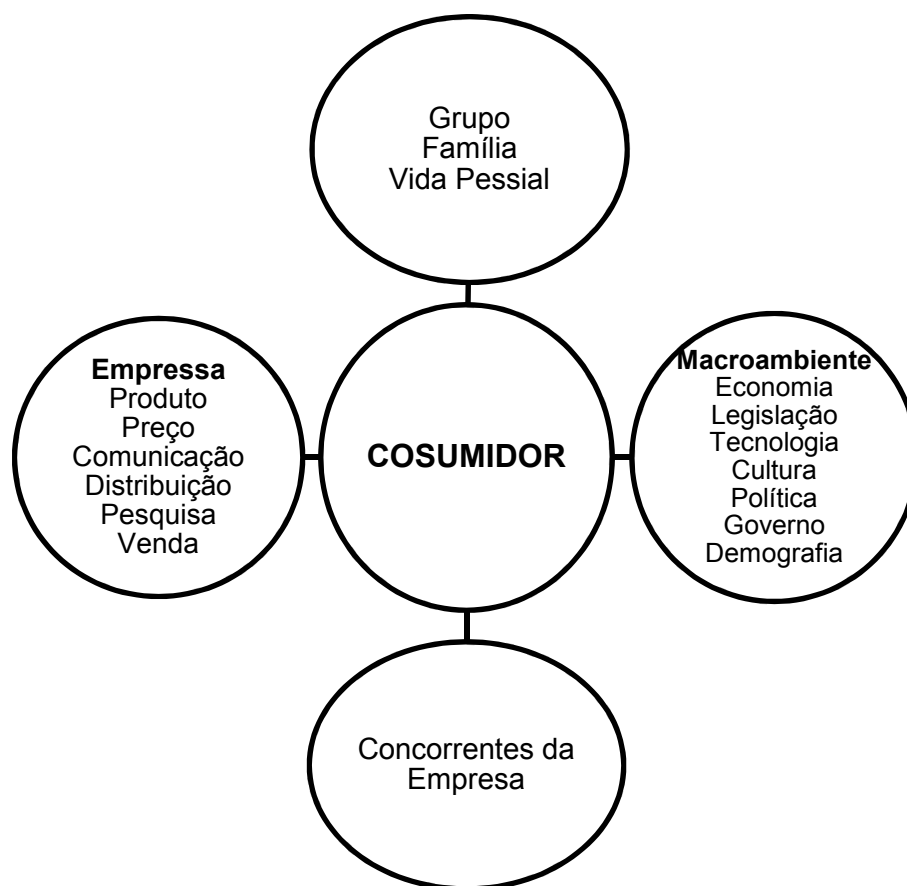 Grupo
Família
Vida Pessial
Empressa
Produto
Preço
Comunicação
Distribuição
Pesquisa
Venda
COSUMIDOR
Macroambiente
Economia
Legislação
Tecnologia
Cultura
Política
Governo
Demografia
Concorrentes da
Empresa